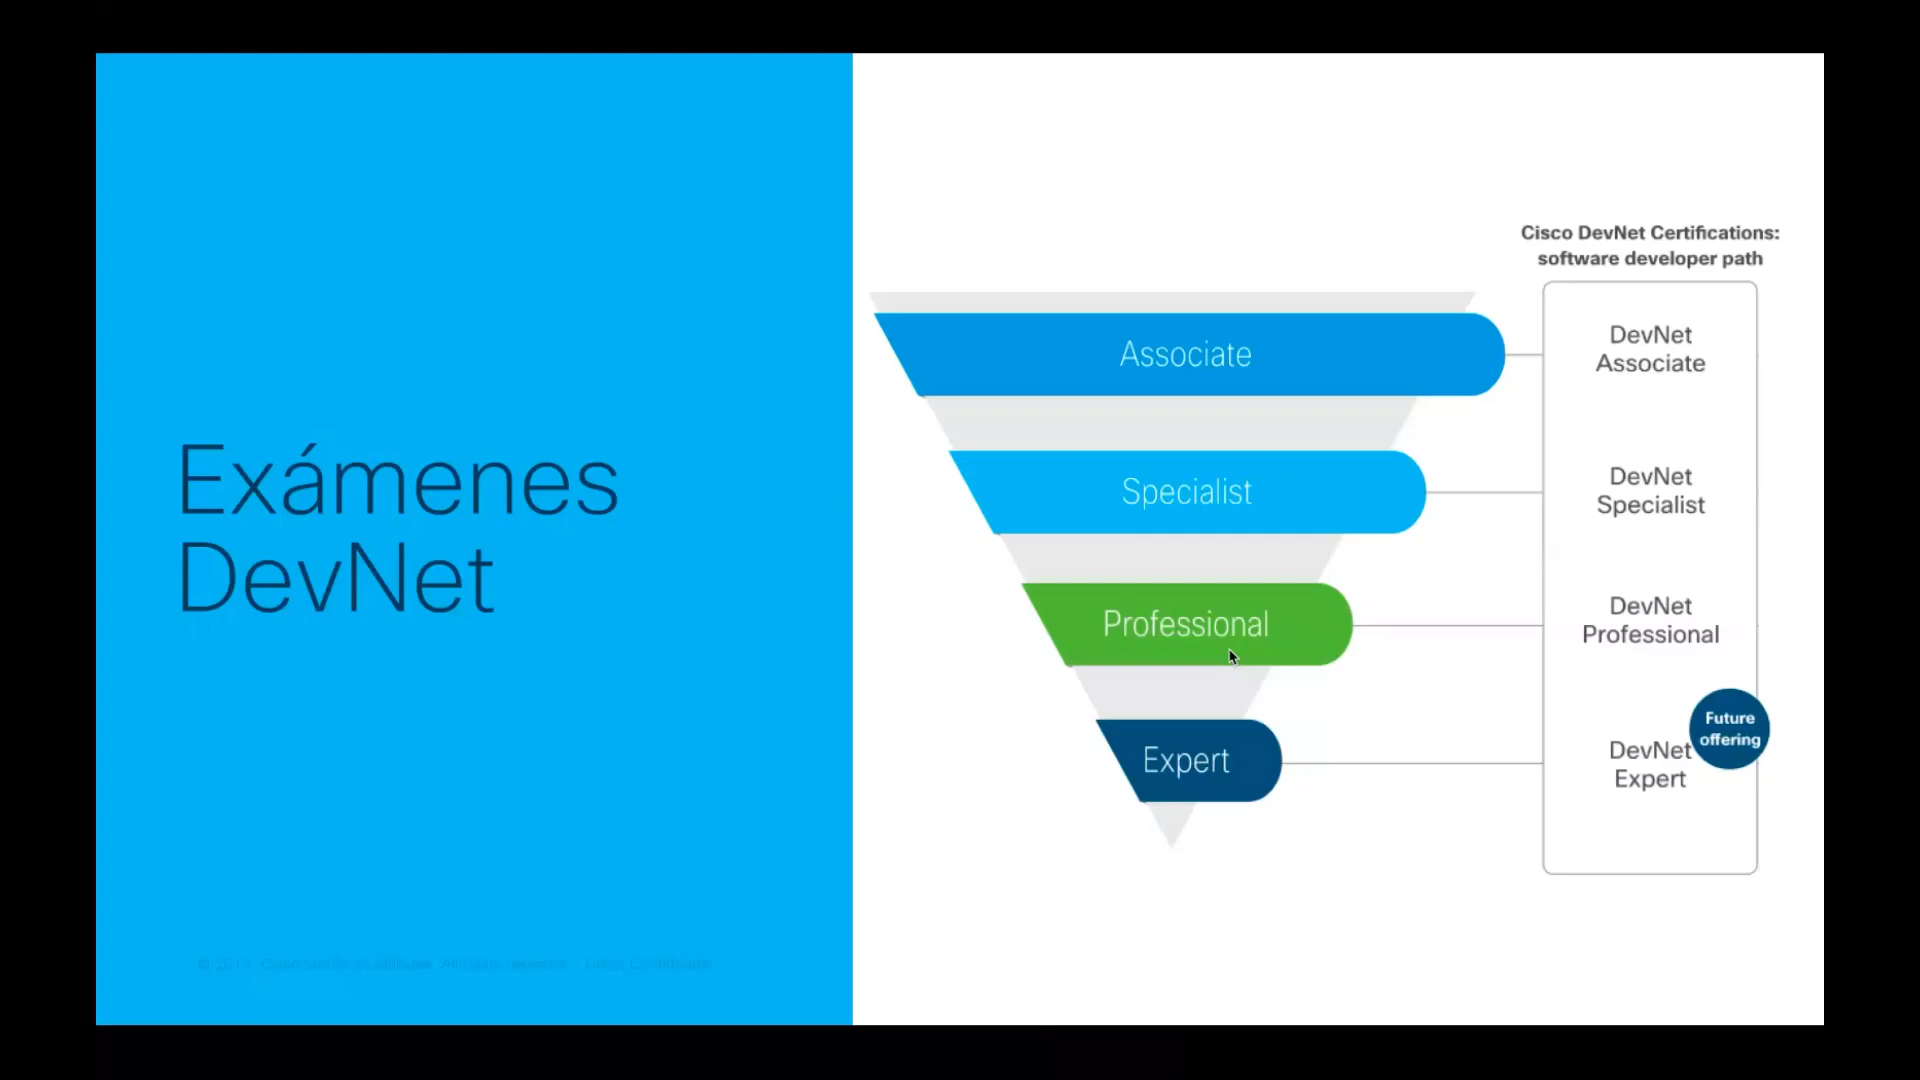 Exámenes
DevNet
Cisco DevNet Certifications:
software developer path
Associate
DevNet
Associate
Specialist
DevNet
Specialist
Professional
DevNet
Professional
Expert
Future
offering
DevNet
Expert